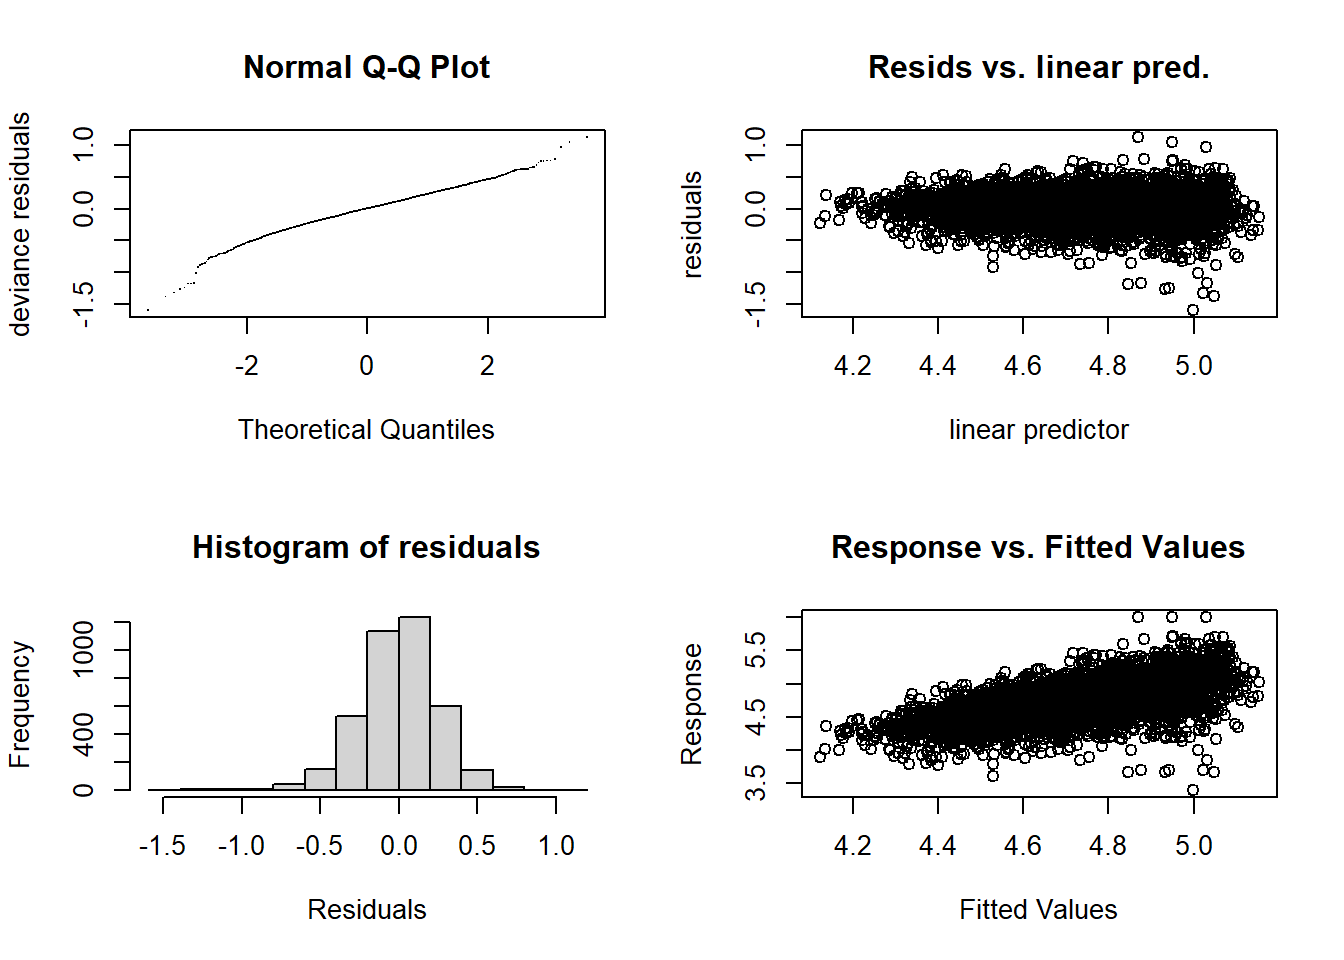 Normal Q-Q Plot
deviance residuals
1.0
0.0
-1.5
-2
0
2
Theoretical Quantiles
Resids vs. linear pred.
residuals
1.0
0.0
-1.5
4.2
4.4
4.6
4.8
5.0
linear predictor
Histogram of residuals
Frequency
1000
400
0
-1.5
-1.0
-0.5
0.0
0.5
1.0
Residuals
Response vs. Fitted Values
Response
5.5
4.5
3.5
4.2
4.4
4.6
4.8
5.0
Fitted Values